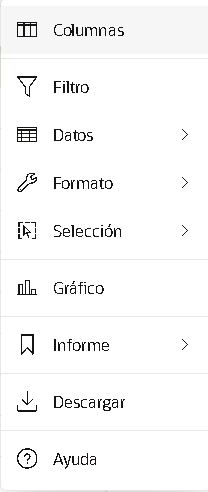 Columnas
Filtro
Datos
Formato
Selección
Gráfico
Informe
Descargar
Ayuda